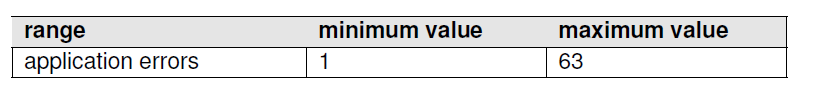 range minimum value maximum value
application errors 1 63